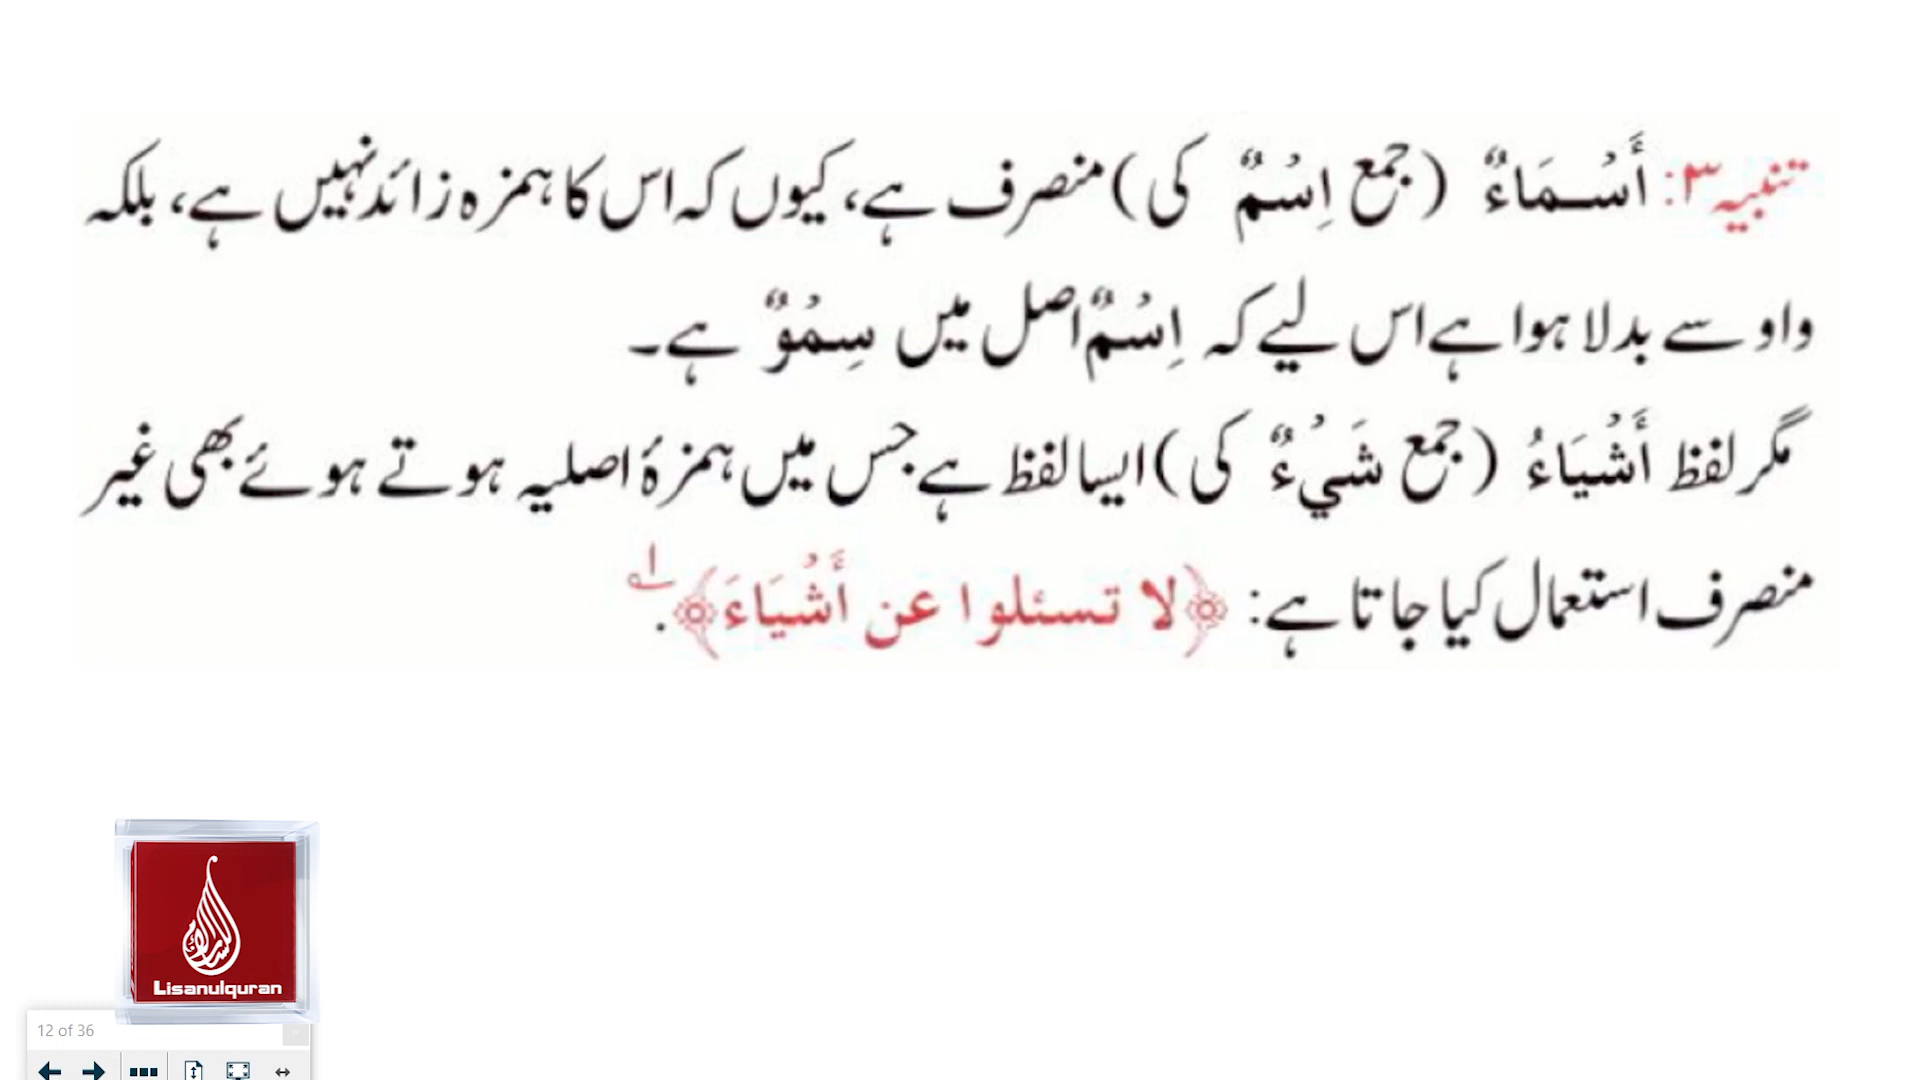 تنبیہ۳: أَسْمَاءٌ (جمع اِسْمٌ کی) منصرف ہے، کیوں کہ اس کا ہمزہ زائد نہیں ہے، بلکہ
واو سے بدلا ہوا ہے اس لیے کہ اِسْمٌ اصل میں سِمْوٌ ہے۔
مگر لفظ أَشْیَاءُ (جمع شَيْءٌ کی) ایسا لفظ ہے جس میں ہمزۂ اصلیہ ہوتے ہوئے بھی غیر
منصرف استعمال کیا جاتا ہے: ﴿لا تسئلوا عن أَشْيَاءَ﴾ ۱.
Lisanulquran
12 of 36